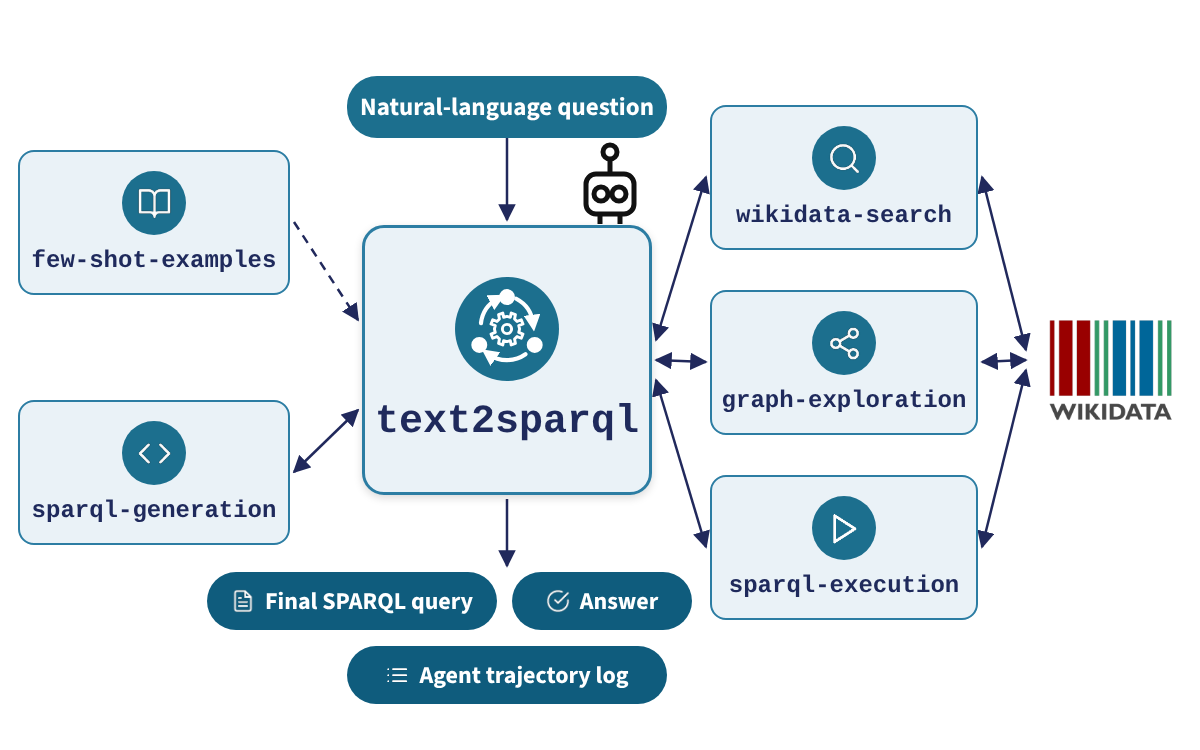 Natural-language question
few-shot-examples
wikidata-search
text2sparql
graph-exploration
WIKIDATA
sparql-generation
sparql-execution
Final SPARQL query
Answer
Agent trajectory log